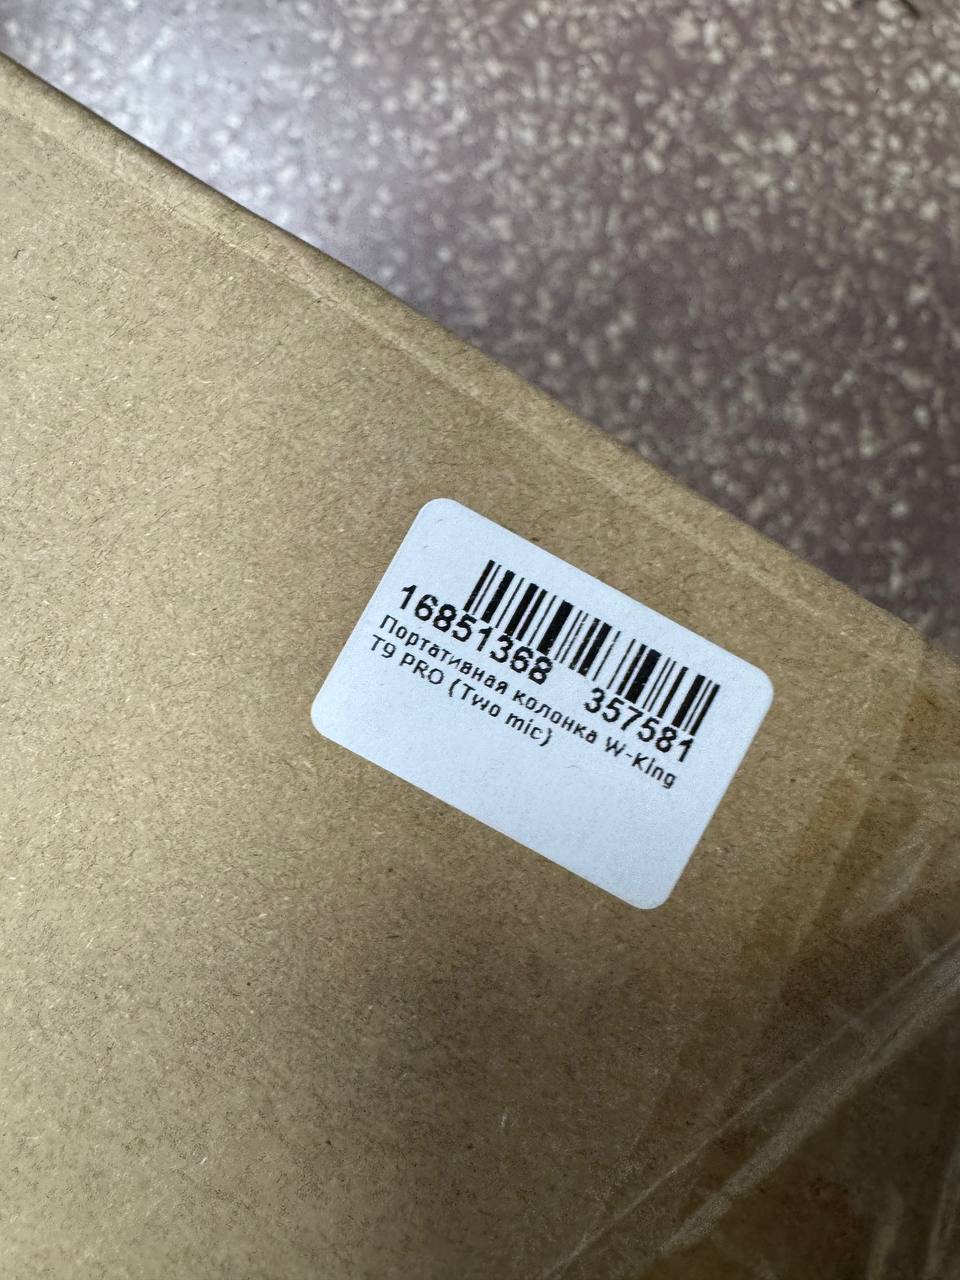 16851368 357581
Портативная колонка W-King
T9 PRO (Two mic)